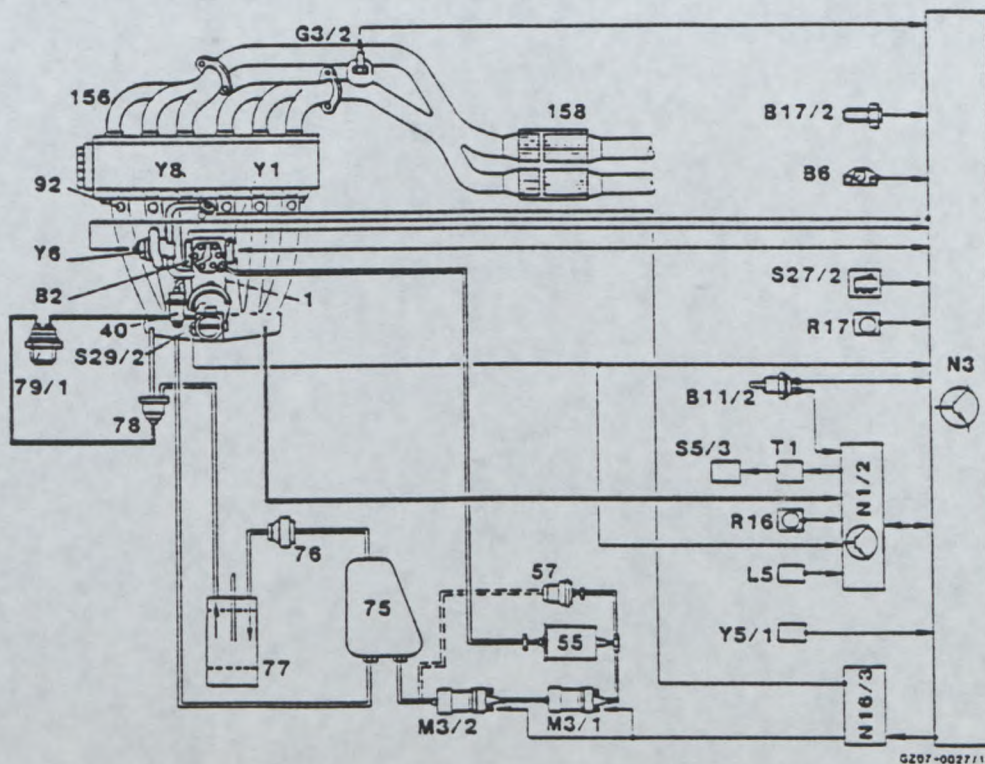 G3/2
156
158
B17/2
Y8
Y1
B6
92
Y6
S27/2
B2
1
R17
40
S29/2
N3
79/1
B11/2
78
S5/3
T1
N1/2
R16
76
57
L5
75
55
Y5/1
77
N16/3
M3/2
M3/1
GZ07-0027/1